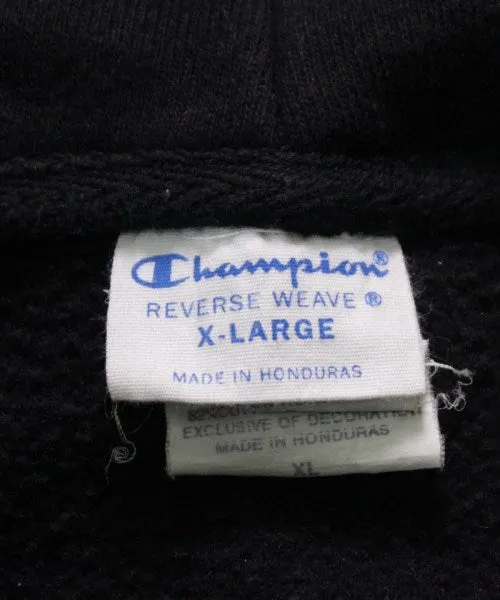 Champion
REVERSE WEAVE ®
X-LARGE
MADE IN HONDURAS
EXCLUSIVE OF DECORATION
MADE IN HONDURAS
XL